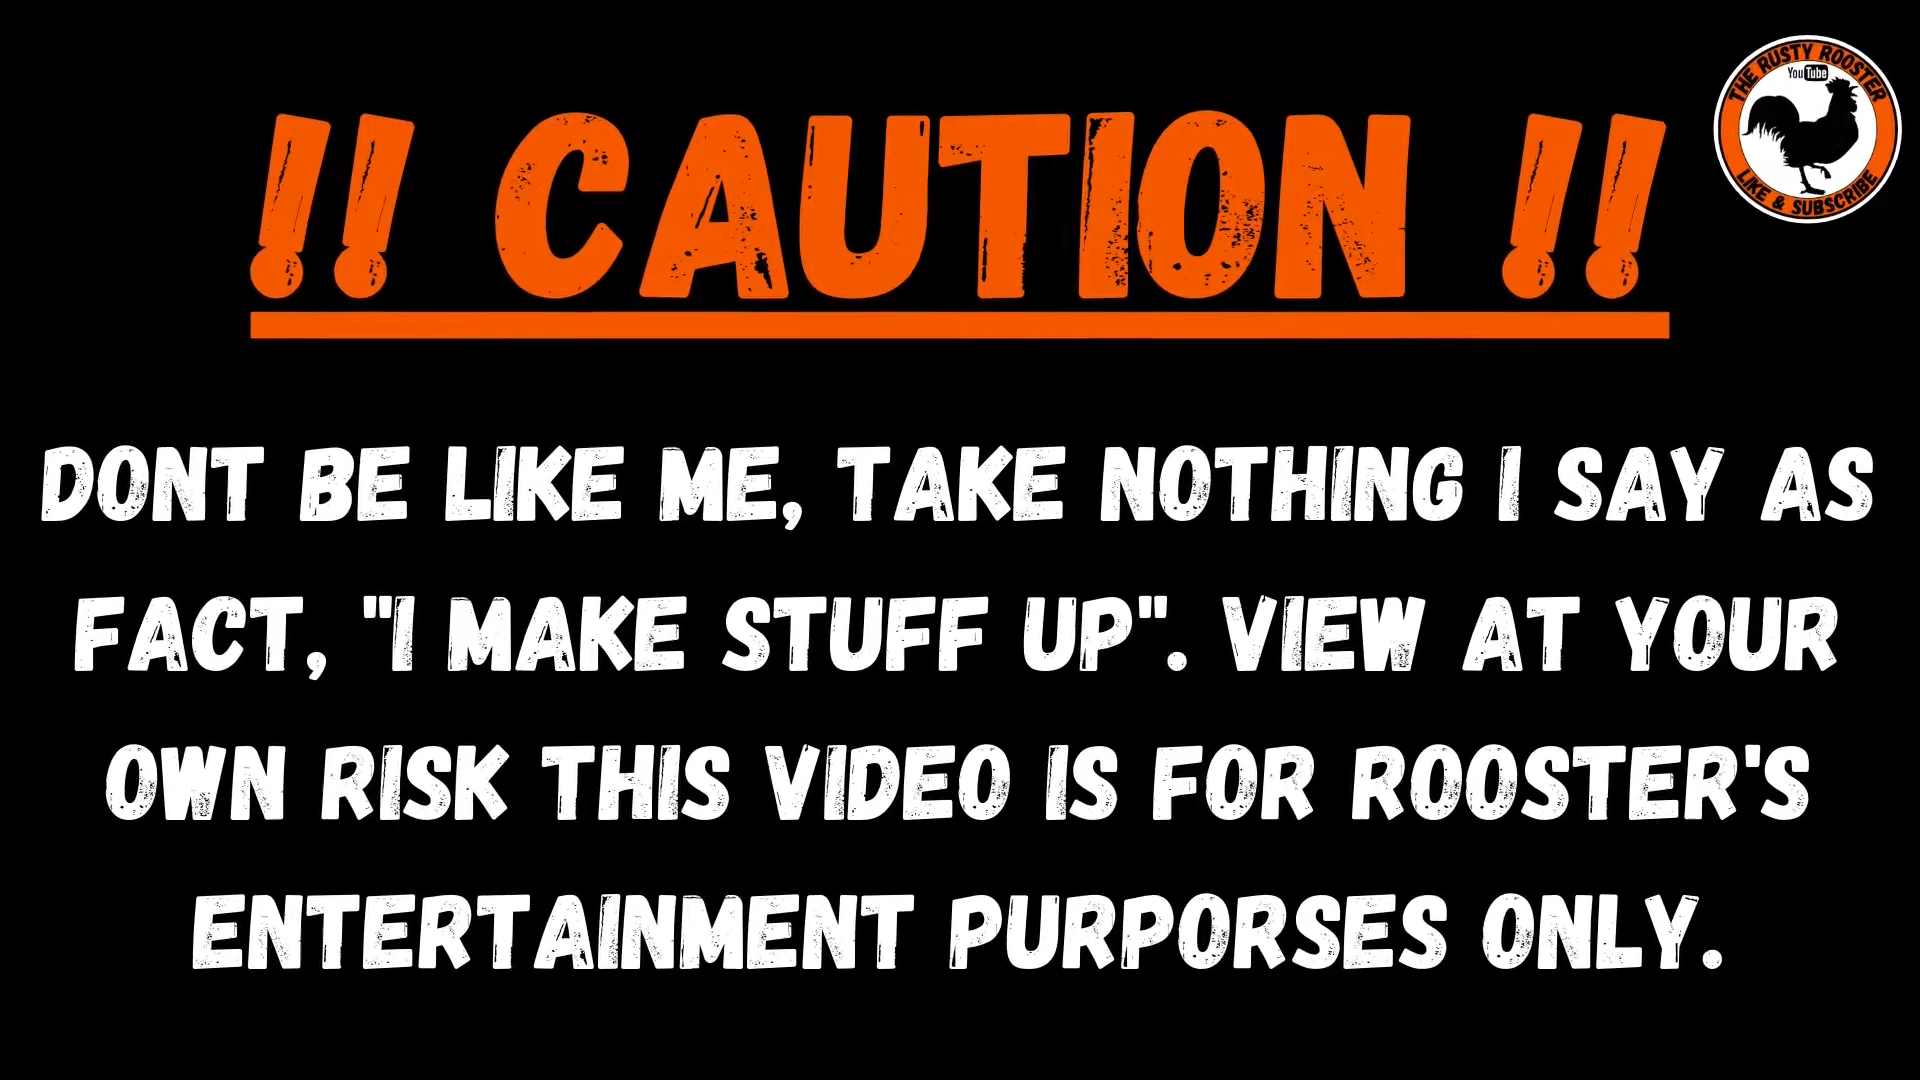 THE RUSTY ROOSTER
YouTube
LIKE & SUBSCRIBE
!! CAUTION !!
DONT BE LIKE ME, TAKE NOTHING I SAY AS
FACT, "I MAKE STUFF UP". VIEW AT YOUR
OWN RISK THIS VIDEO IS FOR ROOSTER'S
ENTERTAINMENT PURPORSES ONLY.